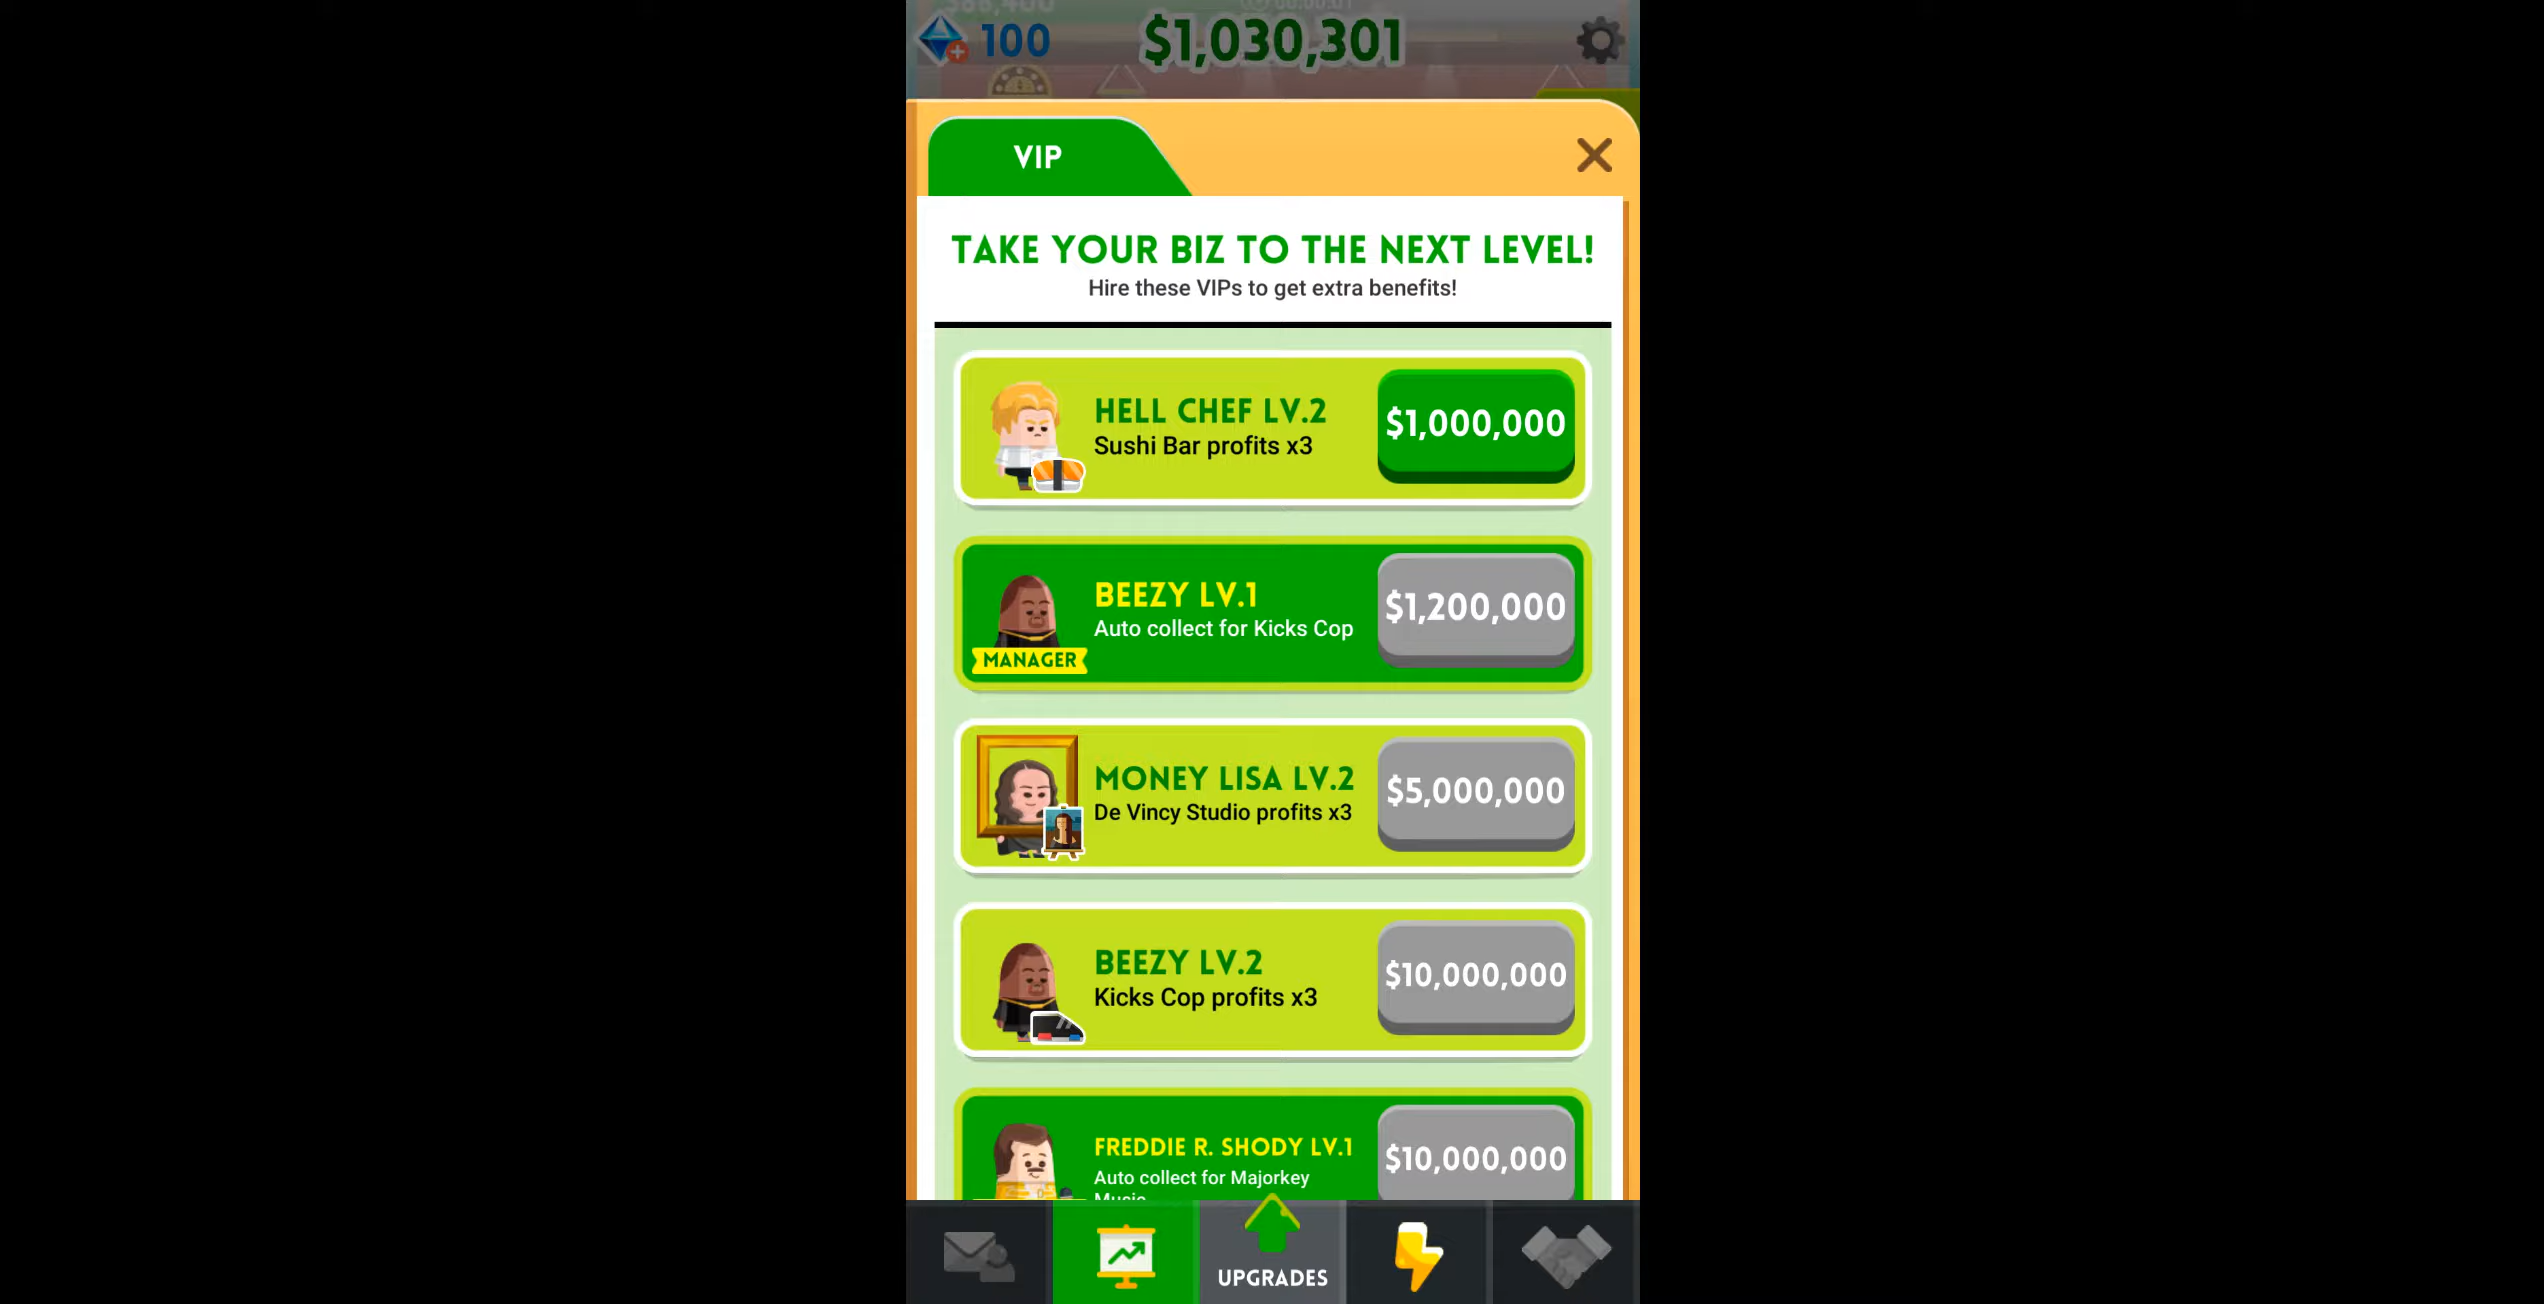 100
$1,030,301
VIP
TAKE YOUR BIZ TO THE NEXT LEVEL!
Hire these VIPs to get extra benefits!
HELL CHEF LV.2
Sushi Bar profits x3
$1,000,000
BEEZY LV.1
Auto collect for Kicks Cop
MANAGER
$1,200,000
MONEY LISA LV.2
De Vincy Studio profits x3
$5,000,000
BEEZY LV.2
Kicks Cop profits x3
$10,000,000
FREDDIE R. SHODY LV.1
Auto collect for Majorkey
Music
$10,000,000
UPGRADES